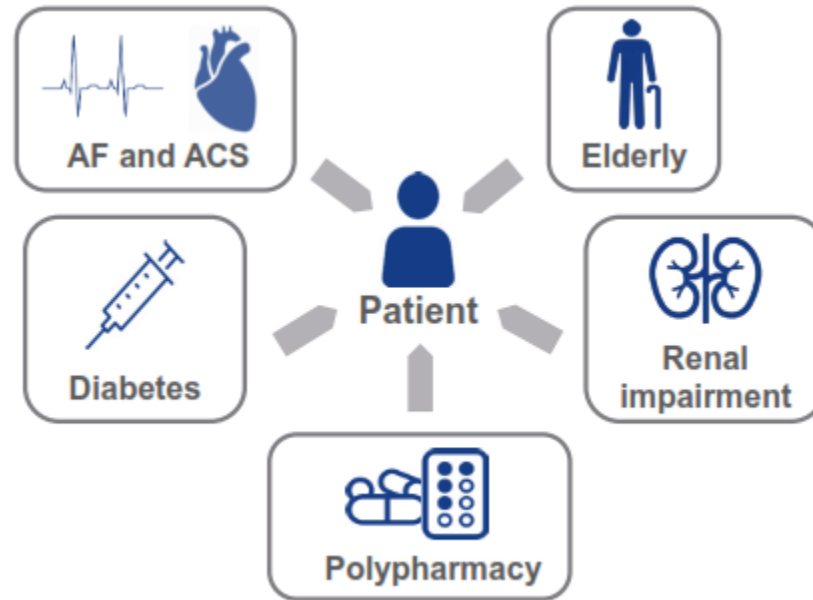 AF and ACS
Elderly
Patient
Diabetes
Renal
impairment
Polypharmacy